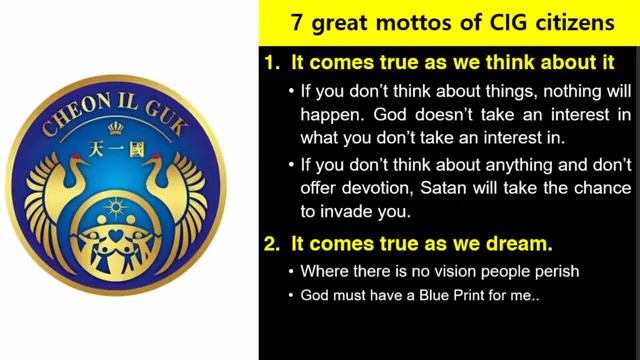 CHEON IL GUK
天一國
7 great mottos of CIG citizens
1. It comes true as we think about it
• If you don't think about things, nothing will
happen. God doesn't take an interest in
what you don't take an interest in.
• If you don't think about anything and don't
offer devotion, Satan will take the chance
to invade you.
2. It comes true as we dream.
• Where there is no vision people perish
• God must have a Blue Print for me..